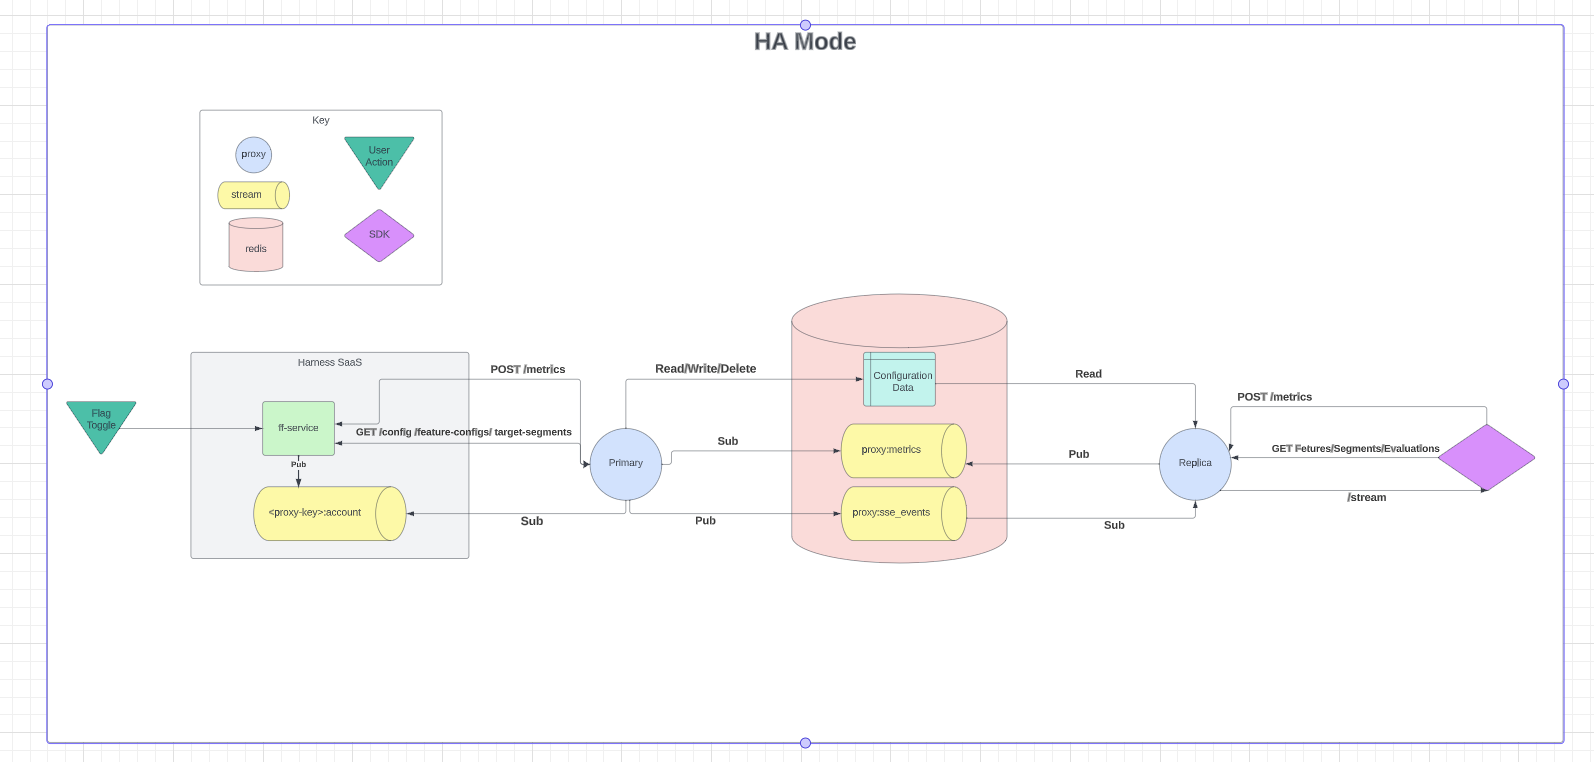 HA Mode
Key
proxy
User
Action
stream
SDK
redis
Harness SaaS
POST /metrics
Read/Write/Delete
Configuration
Data
Read
POST /metrics
Flag
Toggle
ff-service
GET /config /feature-configs/ target-segments
Sub
proxy:metrics
Pub
GET Fetures/Segments/Evaluations
Pub
Primary
Replica
/stream
<proxy-key>:account
Sub
Pub
proxy:sse_events
Sub